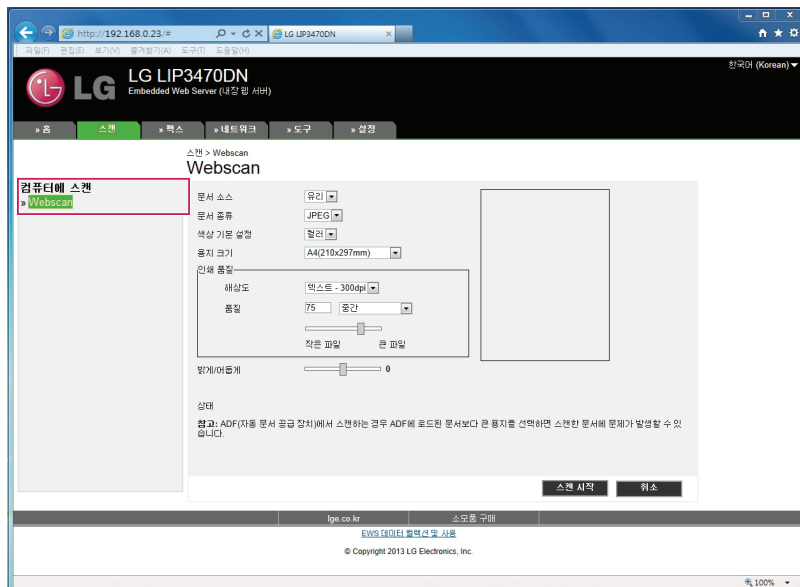 http://192.168.0.23/#
LG LIP3470DN
파일(F) 편집(E) 보기(V) 즐겨찾기(A) 도구(T) 도움말(H)
한국어 (Korean)
LG
LG LIP3470DN
Embedded Web Server (내장 웹 서버)
» 홈 스캔 » 팩스 » 네트워크 » 도구 » 설정
스캔 > Webscan
Webscan
컴퓨터에 스캔
» Webscan
문서 소스 유리
문서 종류 JPEG
색상 기본 설정 컬러
용지 크기 A4(210x297mm)
인쇄 품질
해상도 텍스트 - 300dpi
품질 75 중간
작은 파일 큰 파일
밝게/어둡게 0
상태
참고: ADF(자동 문서 공급 장치)에서 스캔하는 경우 ADF에 로드된 문서보다 큰 용지를 선택하면 스캔한 문서에 문제가 발생할 수 있
습니다.
스캔 시작 취소
lge.co.kr 소모품 구매
EWS 데이터 컬렉션 및 사용
© Copyright 2013 LG Electronics, Inc.
100%